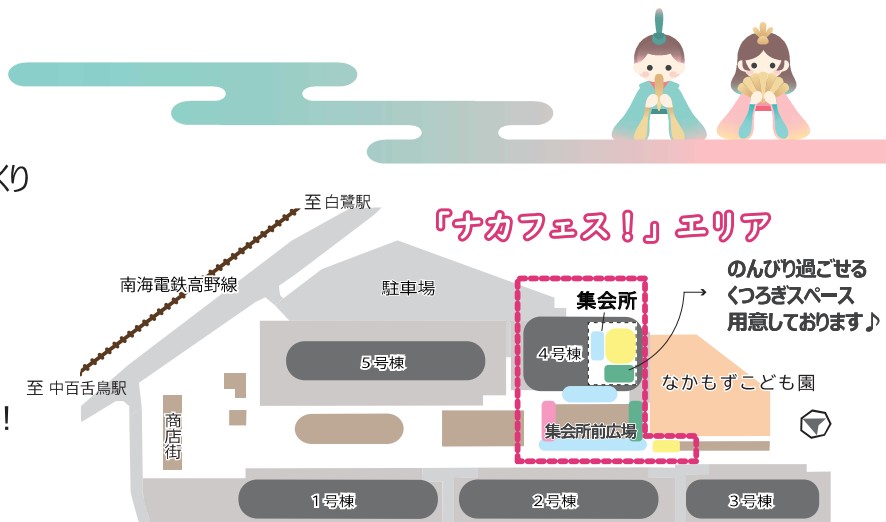 くり
至 白鷺駅
「ナカフェス！」エリア
南海電鉄高野線
駐車場
集会所
のんびり過ごせる
くつろぎスペース
用意しております♪
5号棟
4号棟
なかもずこども園
至 中百舌鳥駅
!
商店街
集会所前広場
1号棟
2号棟
3号棟